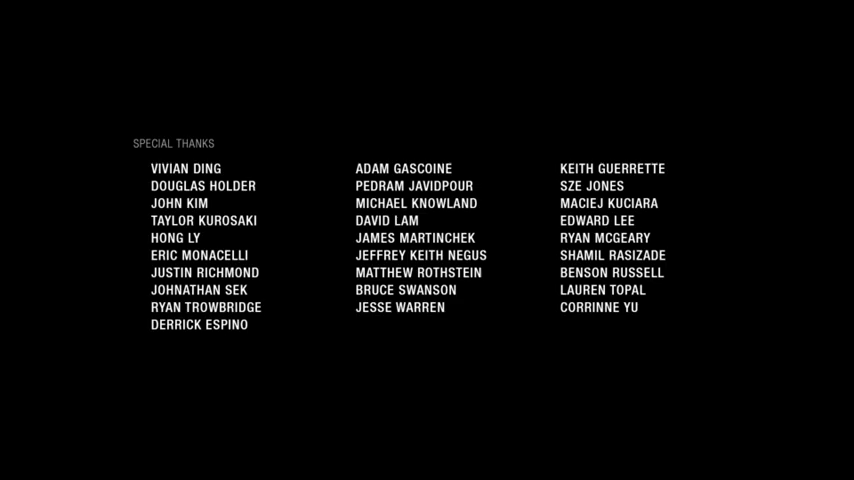 SPECIAL THANKS
VIVIAN DING
DOUGLAS HOLDER
JOHN KIM
TAYLOR KUROSAKI
HONG LY
ERIC MONACELLI
JUSTIN RICHMOND
JOHNATHAN SEK
RYAN TROWBRIDGE
DERRICK ESPINO
ADAM GASCOINE
PEDRAM JAVIDPOUR
MICHAEL KNOWLAND
DAVID LAM
JAMES MARTINCHEK
JEFFREY KEITH NEGUS
MATTHEW ROTHSTEIN
BRUCE SWANSON
JESSE WARREN
KEITH GUERRETTE
SZE JONES
MACIEJ KUCIARA
EDWARD LEE
RYAN MCGEARY
SHAMIL RASIZADE
BENSON RUSSELL
LAUREN TOPAL
CORRINNE YU